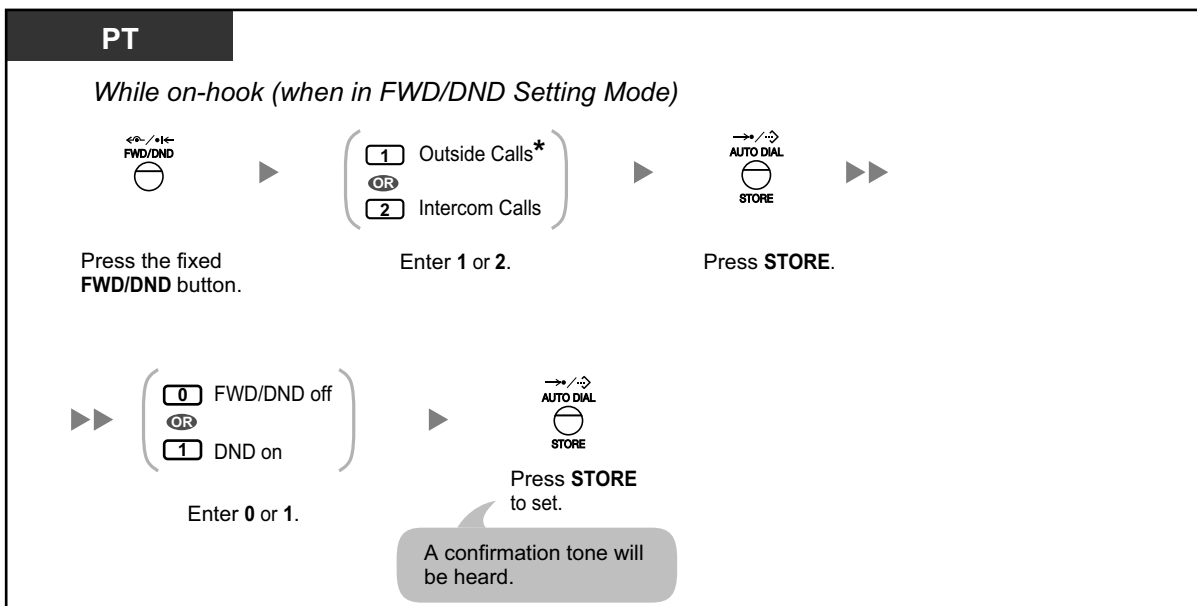 PT
While on-hook (when in FWD/DND Setting Mode)
FWD/DND
1 Outside Calls*
OR
2 Intercom Calls
AUTO DIAL
STORE
Press the fixed
FWD/DND button.
Enter 1 or 2.
Press STORE.
0 FWD/DND off
OR
1 DND on
Enter 0 or 1.
AUTO DIAL
STORE
Press STORE
to set.
A confirmation tone will
be heard.